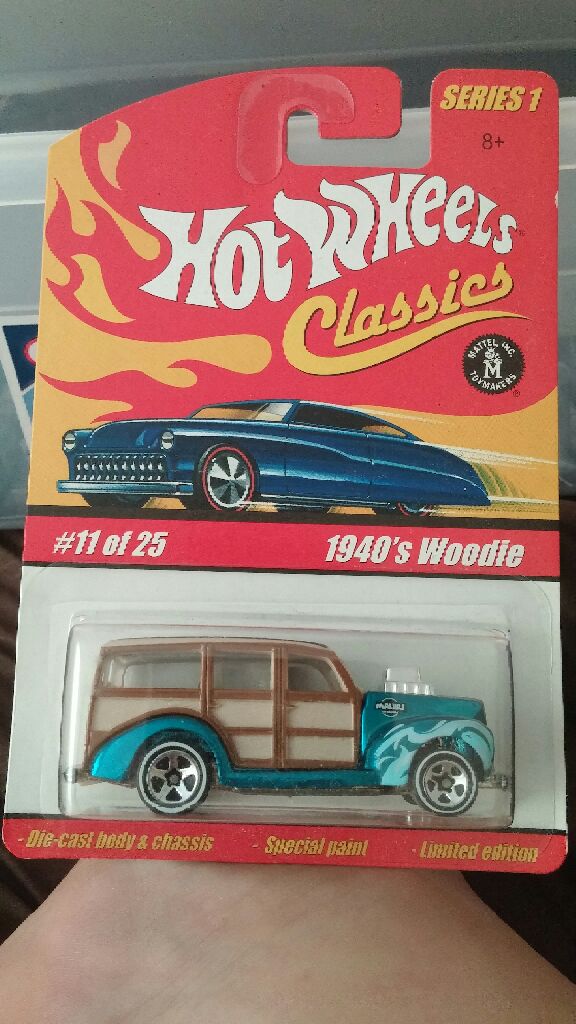 SERIES 1
8+
Hot Wheels
Classics
MATTEL, INC.
M
TOYMAKERS
#11 of 25
1940's Woodie
MALIBU
- Die-cast body & chassis - Special paint - Limited edition